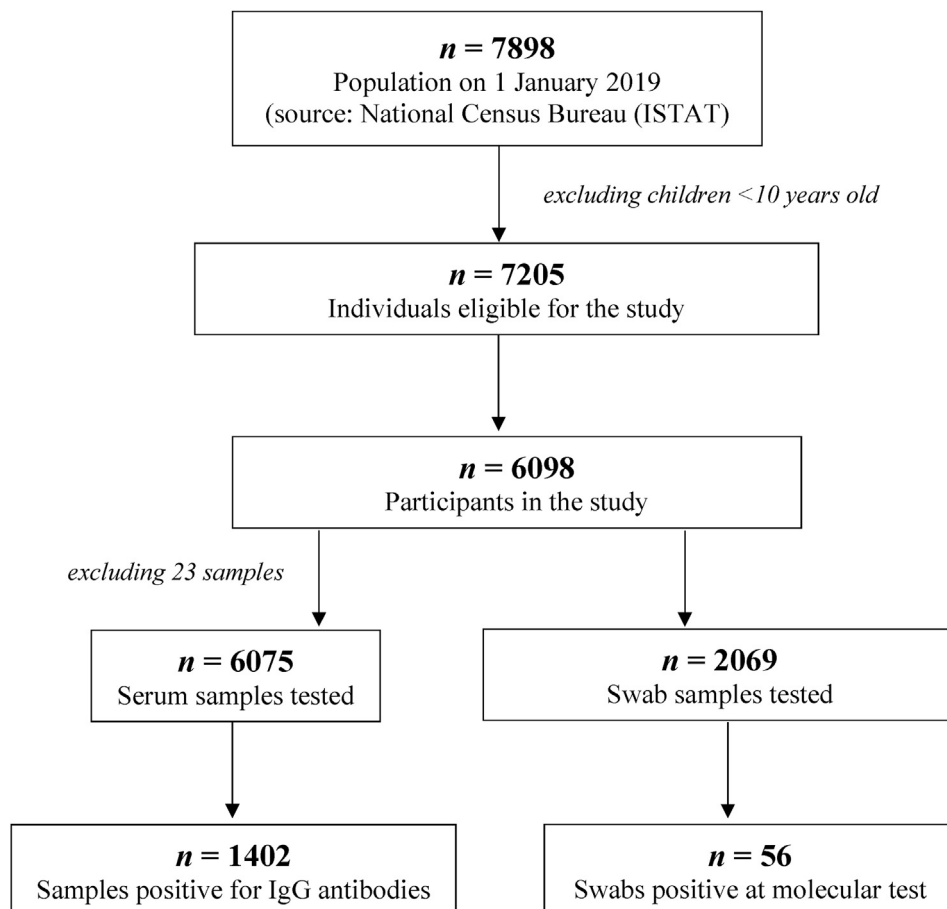 n = 7898
Population on 1 January 2019
(source: National Census Bureau (ISTAT)
excluding children <10 years old
n = 7205
Individuals eligible for the study
n = 6098
Participants in the study
excluding 23 samples
n = 6075
Serum samples tested
n = 2069
Swab samples tested
n = 1402
Samples positive for IgG antibodies
n = 56
Swabs positive at molecular test